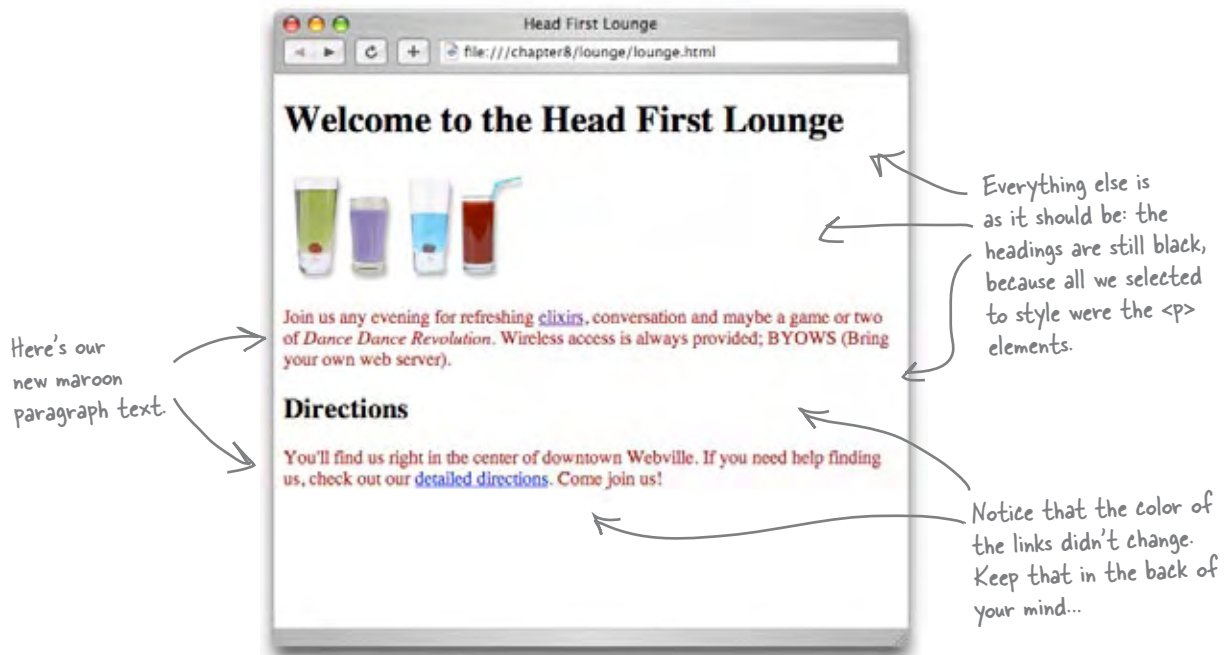 Head First Lounge
file:///chapter8/lounge/lounge.html
Welcome to the Head First Lounge
Join us any evening for refreshing elixirs, conversation and maybe a game or two
of Dance Dance Revolution. Wireless access is always provided; BYOWS (Bring
your own web server).
Directions
You'll find us right in the center of downtown Webville. If you need help finding
us, check out our detailed directions. Come join us!
Here's our
new maroon
paragraph text.
Everything else is
as it should be: the
headings are still black,
because all we selected
to style were the <p>
elements.
Notice that the color of
the links didn't change.
Keep that in the back of
your mind...